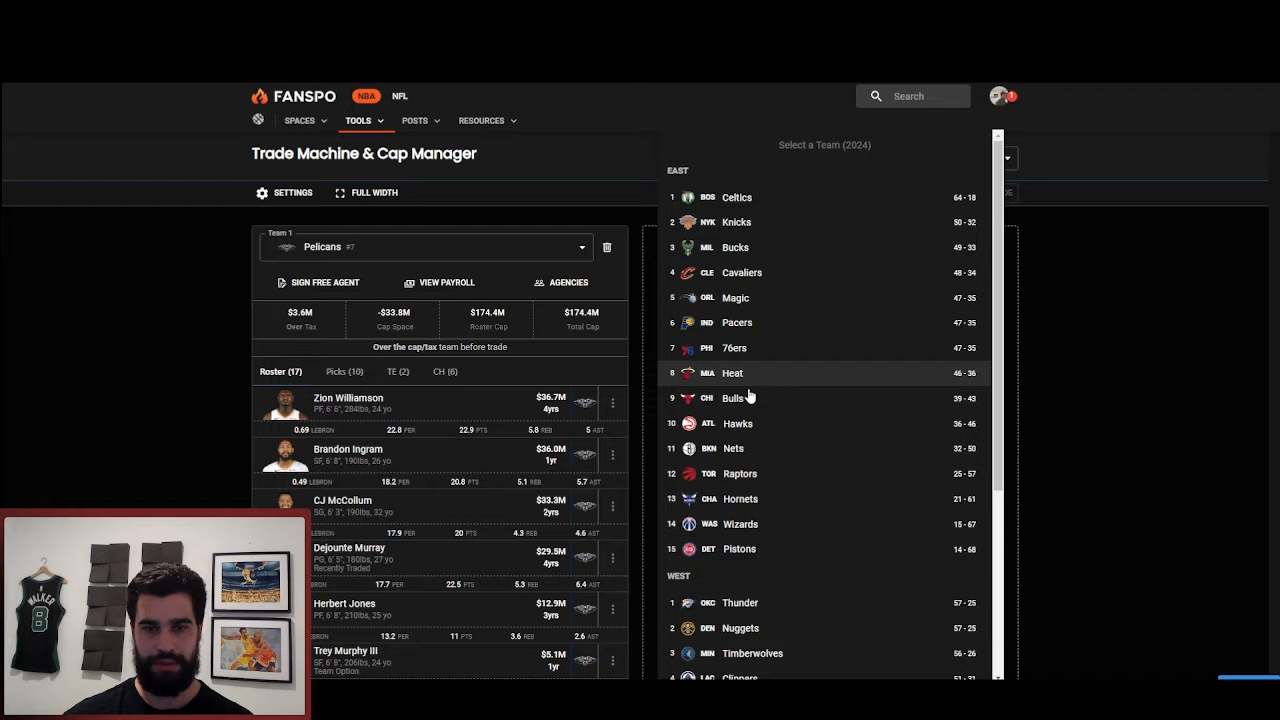 FANSPO
NBA
NFL
Search
1
SPACES
TOOLS
POSTS
RESOURCES
Trade Machine & Cap Manager
SETTINGS
FULL WIDTH
Team 1
Pelicans #7
SIGN FREE AGENT
VIEW PAYROLL
AGENCIES
$3.6M
Over Tax
-$33.8M
Cap Space
$174.4M
Roster Cap
$174.4M
Total Cap
Over the cap/tax team before trade
Roster (17)
Picks (10)
TE (2)
CH (6)
Zion Williamson
PF, 6' 6", 284lbs, 24 yo
$36.7M
4yrs
0.69 LEBRON
22.8 PER
22.9 PTS
5.8 REB
5 AST
Brandon Ingram
SF, 6' 8", 190lbs, 26 yo
$36.0M
1yr
0.49 LEBRON
18.2 PER
20.8 PTS
5.1 REB
5.7 AST
CJ McCollum
SG, 6' 3", 190lbs, 32 yo
$33.3M
2yrs
17.9 PER
20 PTS
4.3 REB
4.6 AST
Dejounte Murray
PG, 6' 5", 180lbs, 27 yo
Recently Traded
$29.5M
4yrs
BRON
17.7 PER
22.5 PTS
5.3 REB
6.4 AST
Herbert Jones
PF, 6' 8", 210lbs, 25 yo
$12.9M
3yrs
BRON
13.2 PER
11 PTS
3.6 REB
2.6 AST
Trey Murphy III
SF, 6' 8", 206lbs, 24 yo
Team Option
$5.1M
1yr
Select a Team (2024)
EAST
1 BOS Celtics 64 - 18
2 NYK Knicks 50 - 32
3 MIL Bucks 49 - 33
4 CLE Cavaliers 48 - 34
5 ORL Magic 47 - 35
6 IND Pacers 47 - 35
7 PHI 76ers 47 - 35
8 MIA Heat 46 - 36
9 CHI Bulls 39 - 43
10 ATL Hawks 36 - 46
11 BKN Nets 32 - 50
12 TOR Raptors 25 - 57
13 CHA Hornets 21 - 61
14 WAS Wizards 15 - 67
15 DET Pistons 14 - 68
WEST
1 OKC Thunder 57 - 25
2 DEN Nuggets 57 - 25
3 MIN Timberwolves 56 - 26
4 LAC Clippers 51 - 31
DE
WALKER
8